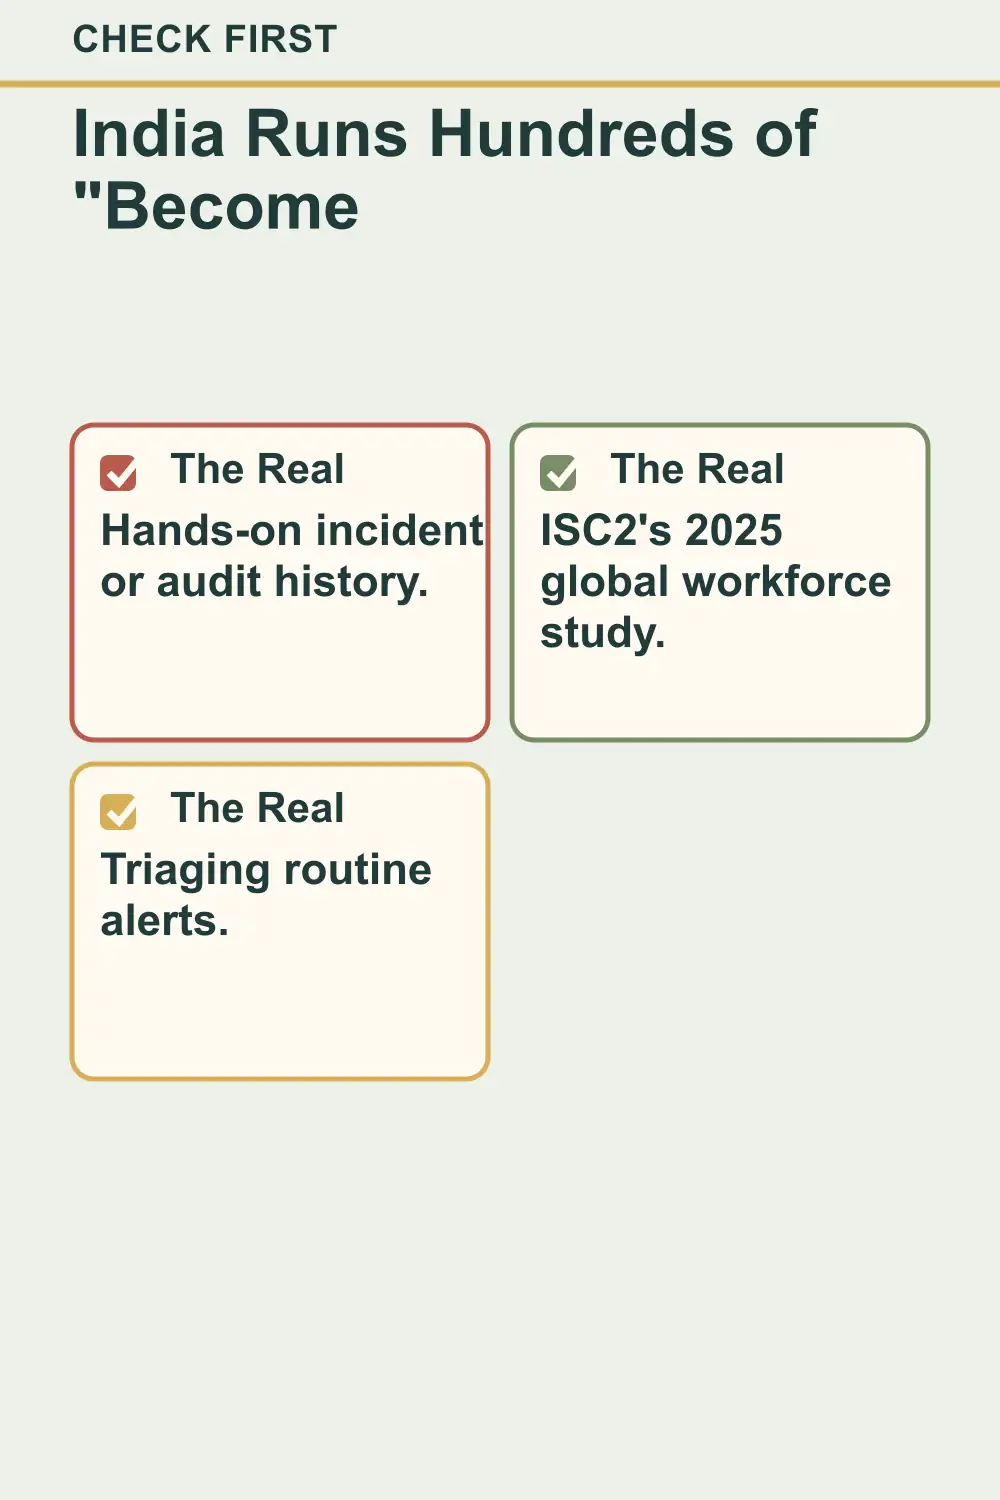 CHECK FIRST
India Runs Hundreds of
"Become
The Real
Hands-on incident
or audit history.
The Real
ISC2's 2025
global workforce
study.
The Real
Triaging routine
alerts.